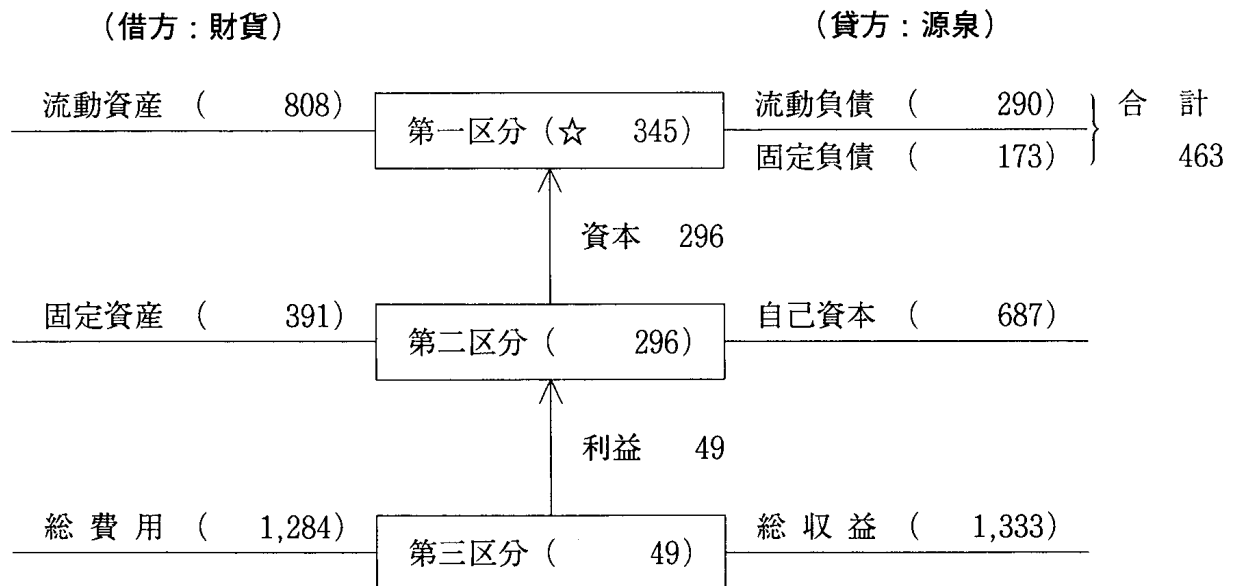 (借方：財貨) (貸方：源泉)
流動資産 ( 808) 第一区分 (☆ 345) 流動負債 ( 290) 合 計
固定負債 ( 173) 463
資本 296
固定資産 ( 391) 第二区分 ( 296) 自己資本 ( 687)
利益 49
総 費 用 ( 1,284) 第三区分 ( 49) 総 収 益 ( 1,333)